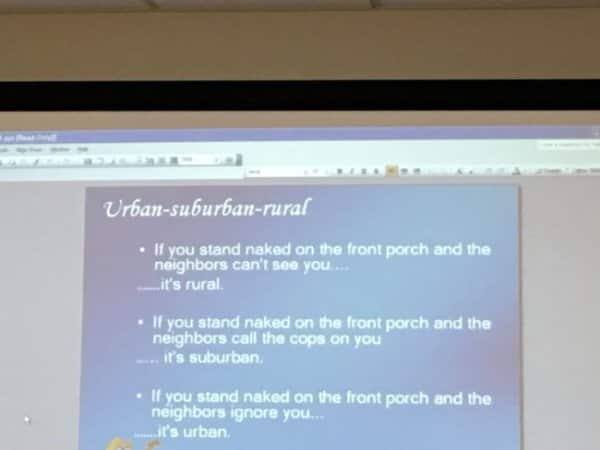 Urban-suburban-rural
• If you stand naked on the front porch and the
neighbors can't see you....
........it's rural.
• If you stand naked on the front porch and the
neighbors call the cops on you
..... .. it's suburban.
• If you stand naked on the front porch and the
neighbors ignore you...
.......it's urban.